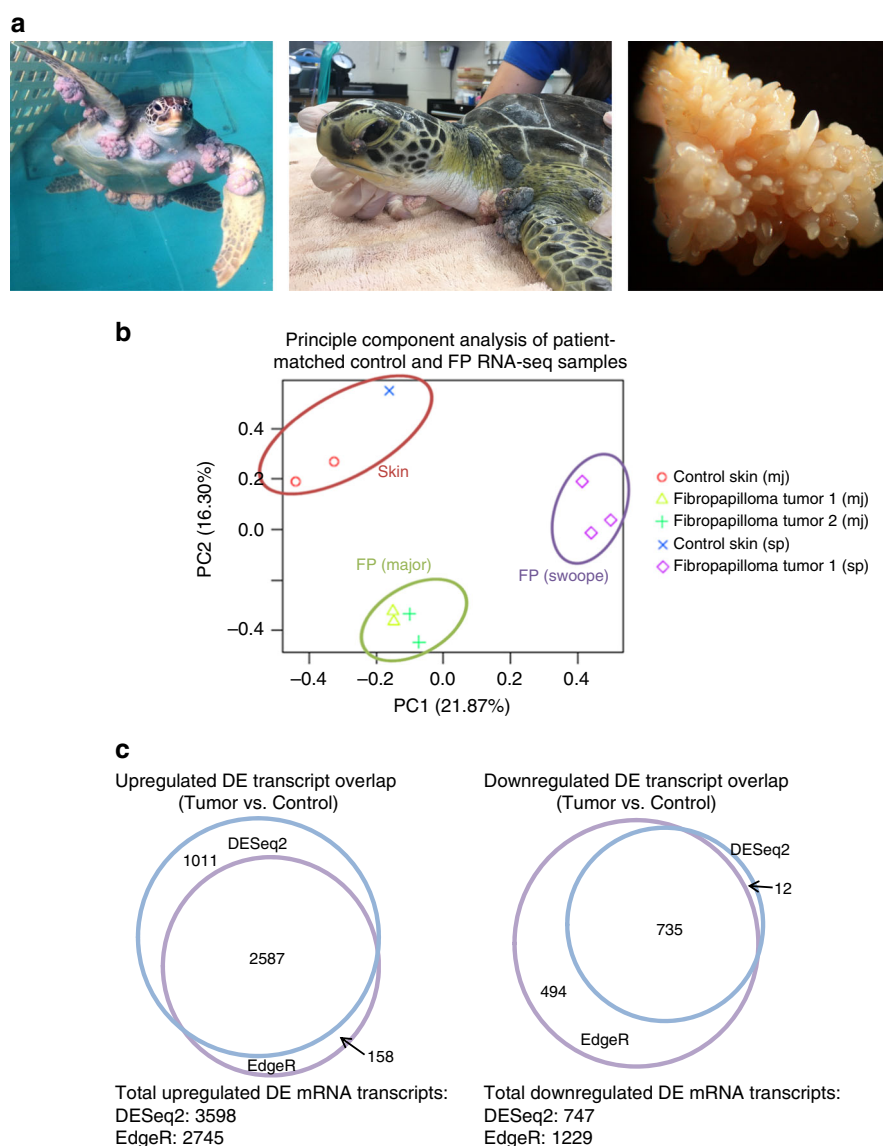 a
b
Principle component analysis of patient-
matched control and FP RNA-seq samples
PC2 (16.30%)
0.4
0.2
0.0
–0.4
Skin
FP (major)
FP (swoope)
–0.4
–0.2
0.0
0.2
0.4
PC1 (21.87%)
Control skin (mj)
Fibropapilloma tumor 1 (mj)
Fibropapilloma tumor 2 (mj)
Control skin (sp)
Fibropapilloma tumor 1 (sp)
c
Upregulated DE transcript overlap
(Tumor vs. Control)
DESeq2
1011
2587
EdgeR
158
Total upregulated DE mRNA transcripts:
DESeq2: 3598
EdgeR: 2745
Downregulated DE transcript overlap
(Tumor vs. Control)
DESeq2
12
735
494
EdgeR
Total downregulated DE mRNA transcripts:
DESeq2: 747
EdgeR: 1229